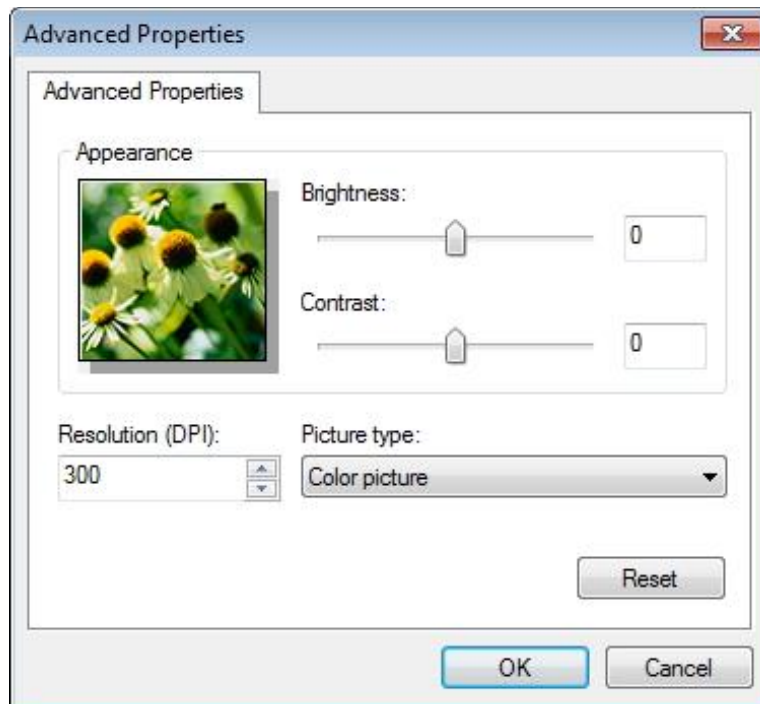 Advanced Properties
Advanced Properties
Appearance
Brightness:
0
Contrast:
0
Resolution (DPI):
300
Picture type:
Color picture
Reset
OK
Cancel